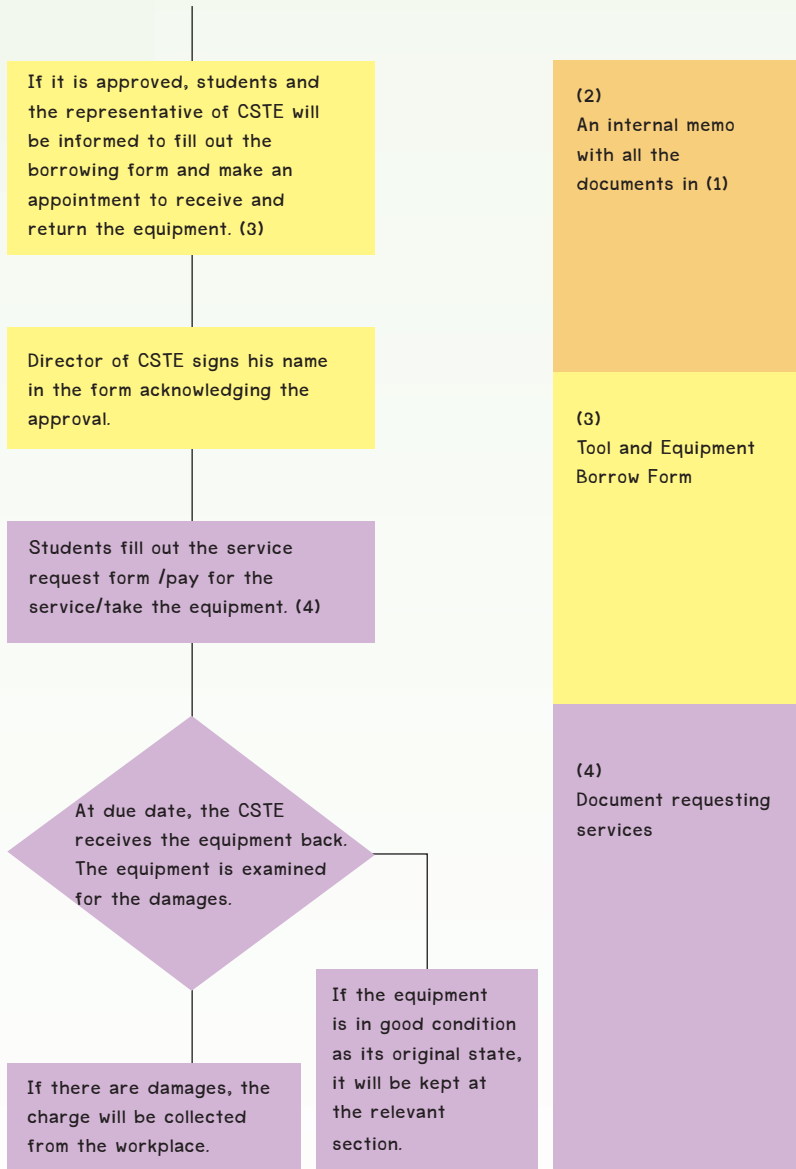 If it is approved, students and
the representative of CSTE will
be informed to fill out the
borrowing form and make an
appointment to receive and
return the equipment. (3)
Director of CSTE signs his name
in the form acknowledging the
approval.
Students fill out the service
request form /pay for the
service/take the equipment. (4)
At due date, the CSTE
receives the equipment back.
The equipment is examined
for the damages.
If there are damages, the
charge will be collected
from the workplace.
If the equipment
is in good condition
as its original state,
it will be kept at
the relevant
section.
(2)
An internal memo
with all the
documents in (1)
(3)
Tool and Equipment
Borrow Form
(4)
Document requesting
services